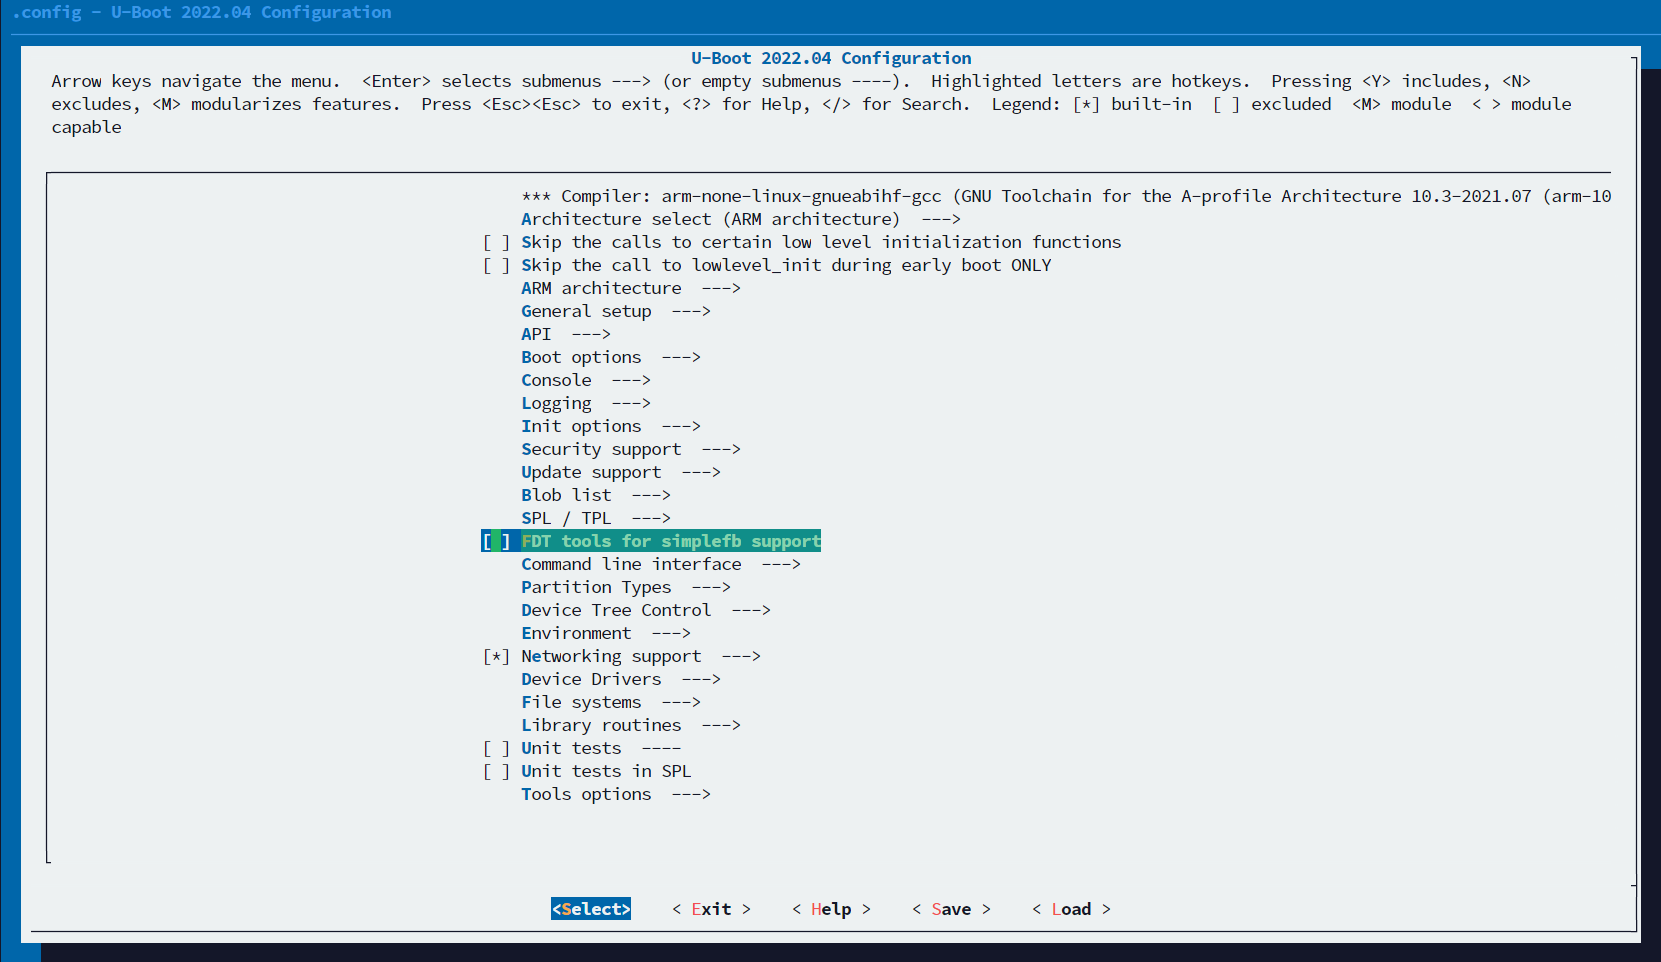 .config - U-Boot 2022.04 Configuration
U-Boot 2022.04 Configuration
Arrow keys navigate the menu.  <Enter> selects submenus ---> (or empty submenus ----).  Highlighted letters are hotkeys.  Pressing <Y> includes, <N>
excludes, <M> modularizes features.  Press <Esc><Esc> to exit, <?> for Help, </> for Search.  Legend: [*] built-in  [ ] excluded  <M> module  < > module
capable
*** Compiler: arm-none-linux-gnueabihf-gcc (GNU Toolchain for the A-profile Architecture 10.3-2021.07 (arm-10
Architecture select (ARM architecture)  --->
[ ] Skip the calls to certain low level initialization functions
[ ] Skip the call to lowlevel_init during early boot ONLY
ARM architecture  --->
General setup  --->
API  --->
Boot options  --->
Console  --->
Logging  --->
Init options  --->
Security support  --->
Update support  --->
Blob list  --->
SPL / TPL  --->
[ ] FDT tools for simplefb support
Command line interface  --->
Partition Types  --->
Device Tree Control  --->
Environment  --->
[*] Networking support  --->
Device Drivers  --->
File systems  --->
Library routines  --->
[ ] Unit tests  ----
[ ] Unit tests in SPL
Tools options  --->
<Select>    < Exit >    < Help >    < Save >    < Load >